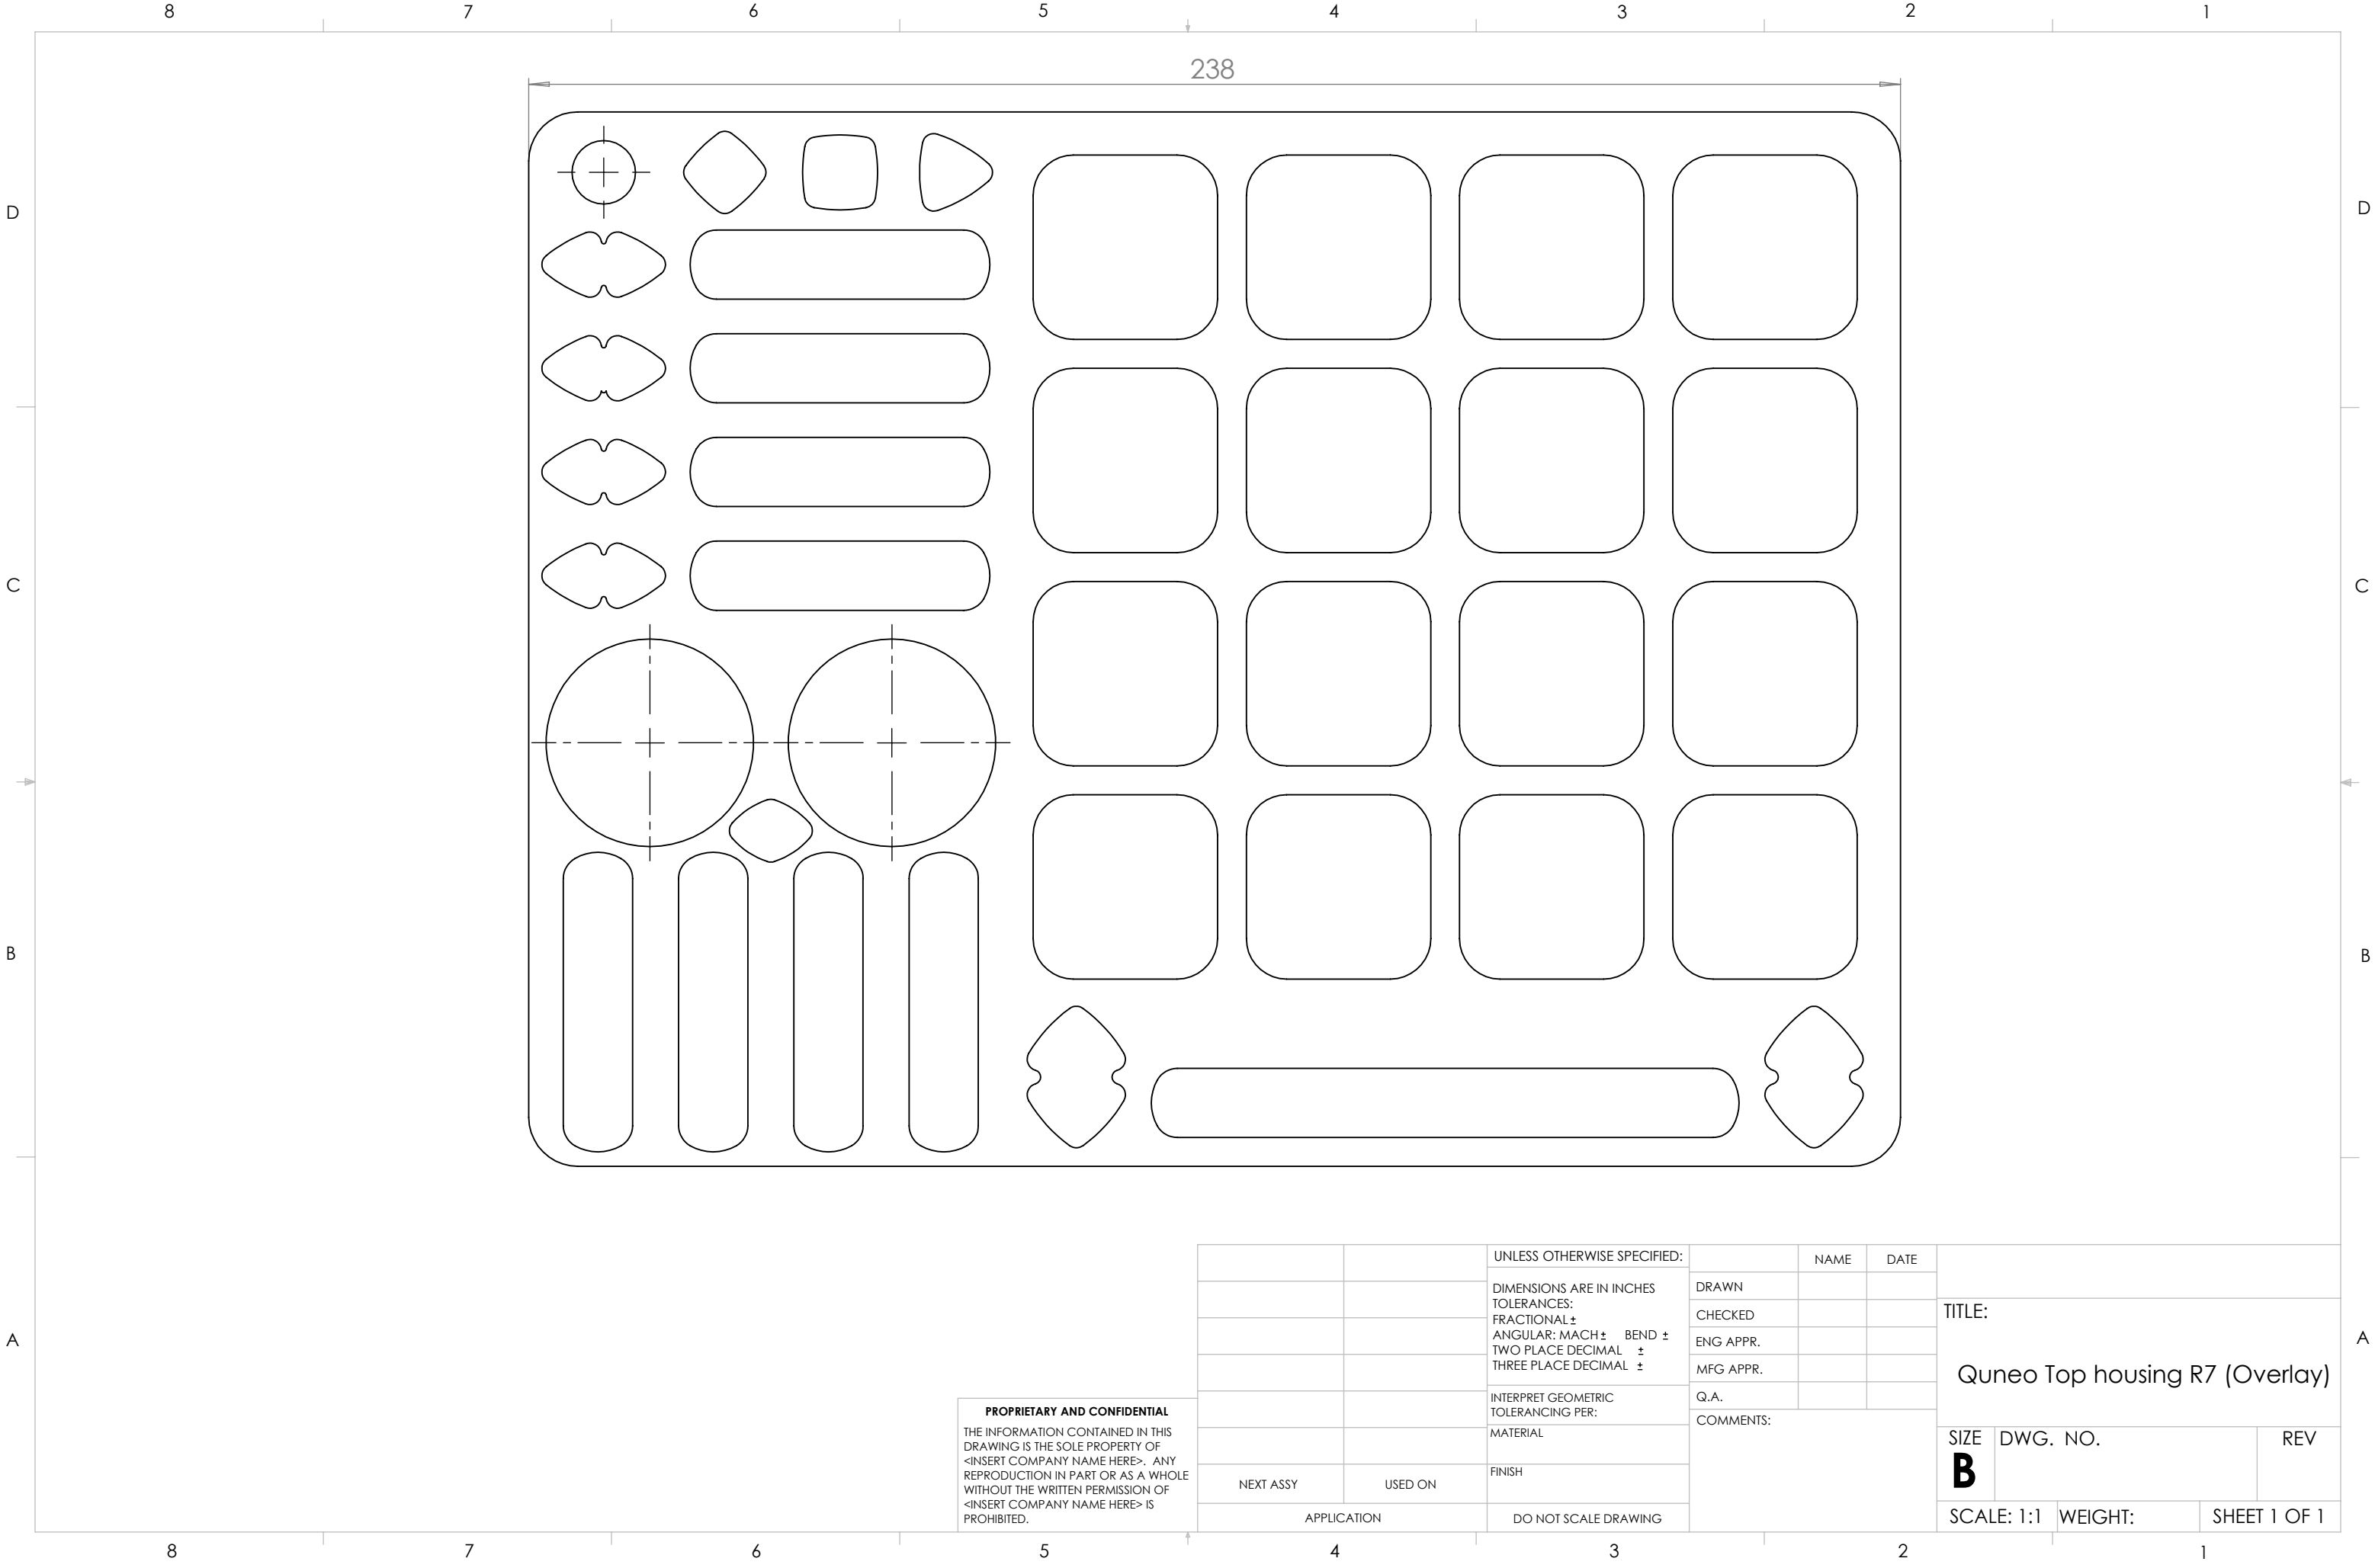 8 7 6 5 4 3 2 1
238
D D
C C
B B
A A
UNLESS OTHERWISE SPECIFIED:
DIMENSIONS ARE IN INCHES
TOLERANCES:
FRACTIONAL ±
ANGULAR: MACH ± BEND ±
TWO PLACE DECIMAL ±
THREE PLACE DECIMAL ±
INTERPRET GEOMETRIC
TOLERANCING PER:
MATERIAL
FINISH
DO NOT SCALE DRAWING
NAME DATE
DRAWN
CHECKED
ENG APPR.
MFG APPR.
Q.A.
COMMENTS:
TITLE:
Quneo Top housing R7 (Overlay)
SIZE DWG. NO. REV
B
SCALE: 1:1 WEIGHT: SHEET 1 OF 1
PROPRIETARY AND CONFIDENTIAL
THE INFORMATION CONTAINED IN THIS
DRAWING IS THE SOLE PROPERTY OF
<INSERT COMPANY NAME HERE>. ANY
REPRODUCTION IN PART OR AS A WHOLE
WITHOUT THE WRITTEN PERMISSION OF
<INSERT COMPANY NAME HERE> IS
PROHIBITED.
NEXT ASSY USED ON
APPLICATION
8 7 6 5 4 3 2 1